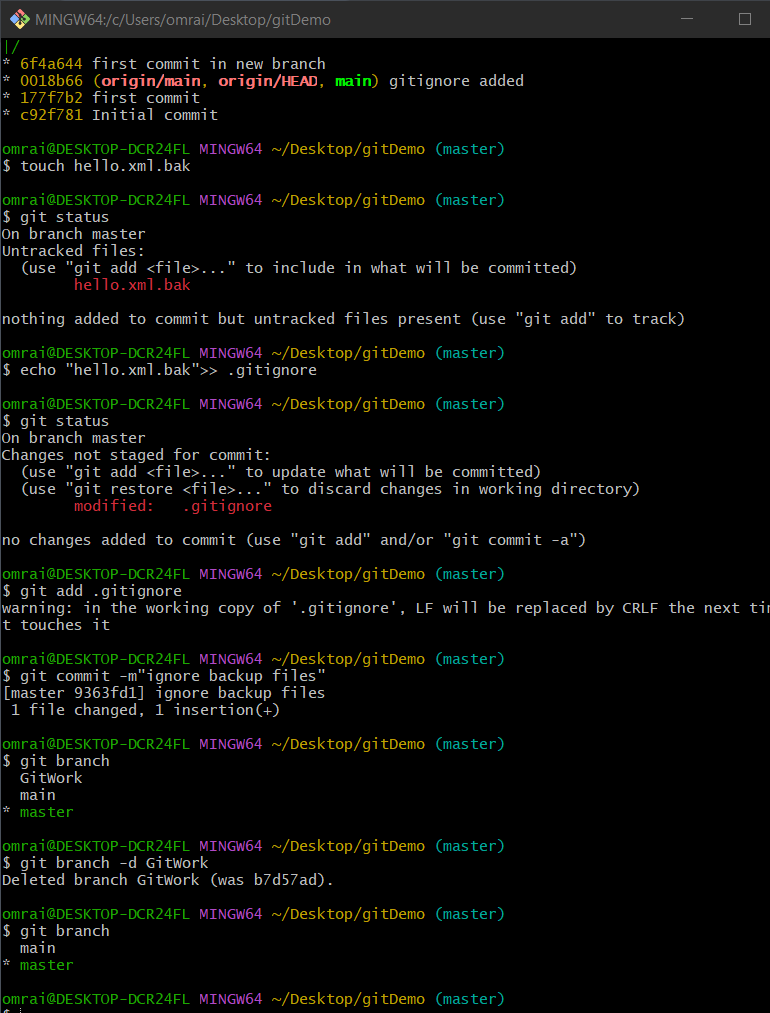 MINGW64:/c/Users/omrai/Desktop/gitDemo
|/
* 6f4a644 first commit in new branch
* 0018b66 (origin/main, origin/HEAD, main) gitignore added
* 177f7b2 first commit
* c92f781 Initial commit
omrai@DESKTOP-DCR24FL MINGW64 ~/Desktop/gitDemo (master)
$ touch hello.xml.bak
omrai@DESKTOP-DCR24FL MINGW64 ~/Desktop/gitDemo (master)
$ git status
On branch master
Untracked files:
  (use "git add <file>..." to include in what will be committed)
        hello.xml.bak
nothing added to commit but untracked files present (use "git add" to track)
omrai@DESKTOP-DCR24FL MINGW64 ~/Desktop/gitDemo (master)
$ echo "hello.xml.bak">> .gitignore
omrai@DESKTOP-DCR24FL MINGW64 ~/Desktop/gitDemo (master)
$ git status
On branch master
Changes not staged for commit:
  (use "git add <file>..." to update what will be committed)
  (use "git restore <file>..." to discard changes in working directory)
        modified:   .gitignore
no changes added to commit (use "git add" and/or "git commit -a")
omrai@DESKTOP-DCR24FL MINGW64 ~/Desktop/gitDemo (master)
$ git add .gitignore
warning: in the working copy of '.gitignore', LF will be replaced by CRLF the next
t touches it
omrai@DESKTOP-DCR24FL MINGW64 ~/Desktop/gitDemo (master)
$ git commit -m"ignore backup files"
[master 9363fd1] ignore backup files
 1 file changed, 1 insertion(+)
omrai@DESKTOP-DCR24FL MINGW64 ~/Desktop/gitDemo (master)
$ git branch
  GitWork
  main
* master
omrai@DESKTOP-DCR24FL MINGW64 ~/Desktop/gitDemo (master)
$ git branch -d GitWork
Deleted branch GitWork (was b7d57ad).
omrai@DESKTOP-DCR24FL MINGW64 ~/Desktop/gitDemo (master)
$ git branch
  main
* master
omrai@DESKTOP-DCR24FL MINGW64 ~/Desktop/gitDemo (master)
$